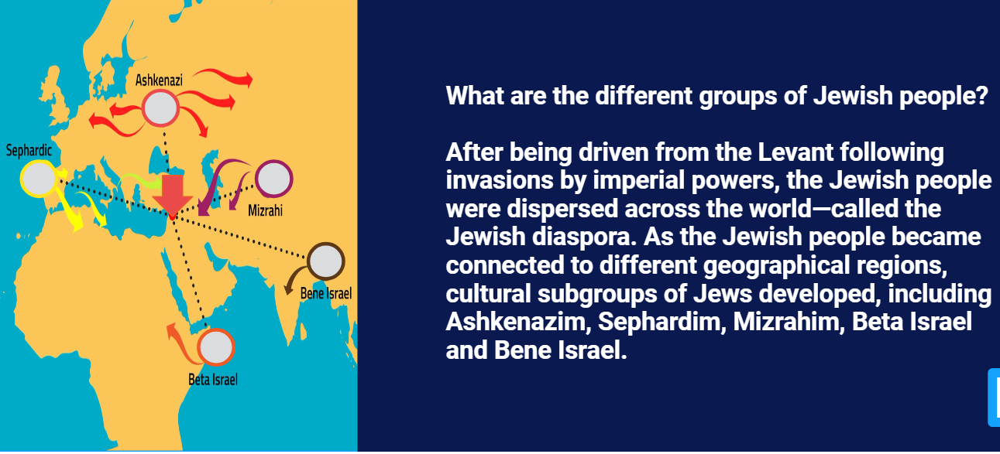 Ashkenazi
Sephardic
Mizrahi
Bene Israel
Beta Israel
What are the different groups of Jewish people?
After being driven from the Levant following
invasions by imperial powers, the Jewish people
were dispersed across the world—called the
Jewish diaspora. As the Jewish people became
connected to different geographical regions,
cultural subgroups of Jews developed, including
Ashkenazim, Sephardim, Mizrahim, Beta Israel
and Bene Israel.